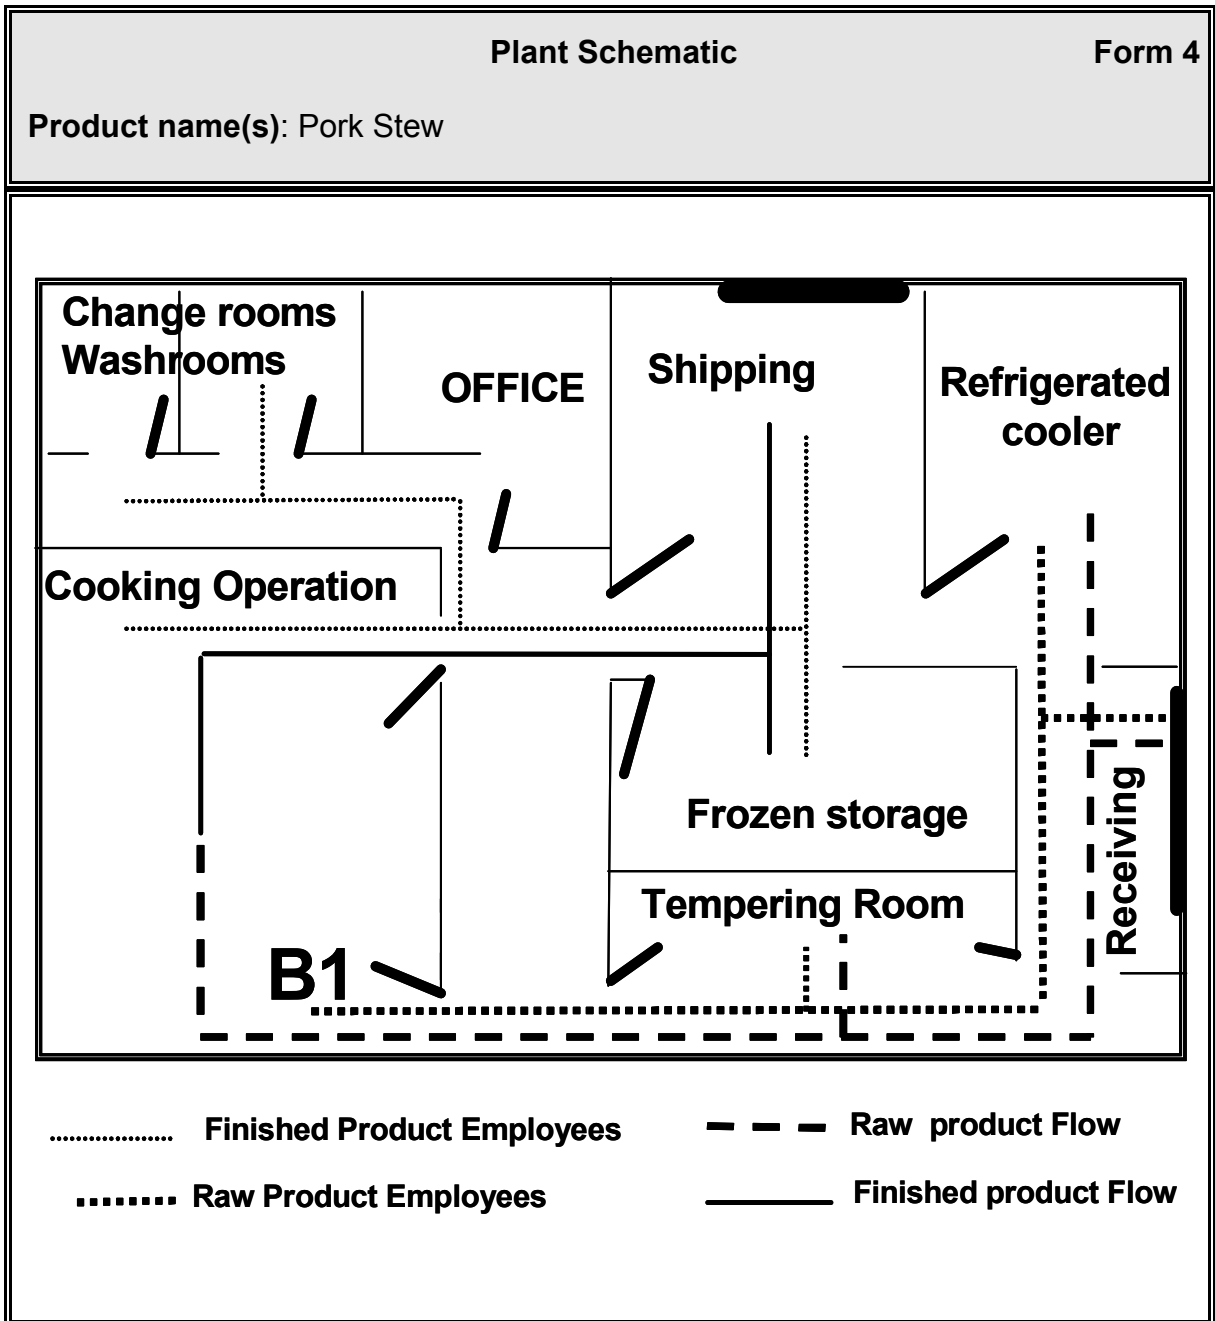 Plant Schematic
Form 4
Product name(s): Pork Stew
Change rooms
Washrooms
OFFICE
Shipping
Refrigerated
cooler
Cooking Operation
Frozen storage
Receiving
Tempering Room
B1
Finished Product Employees
Raw product Flow
Raw Product Employees
Finished product Flow